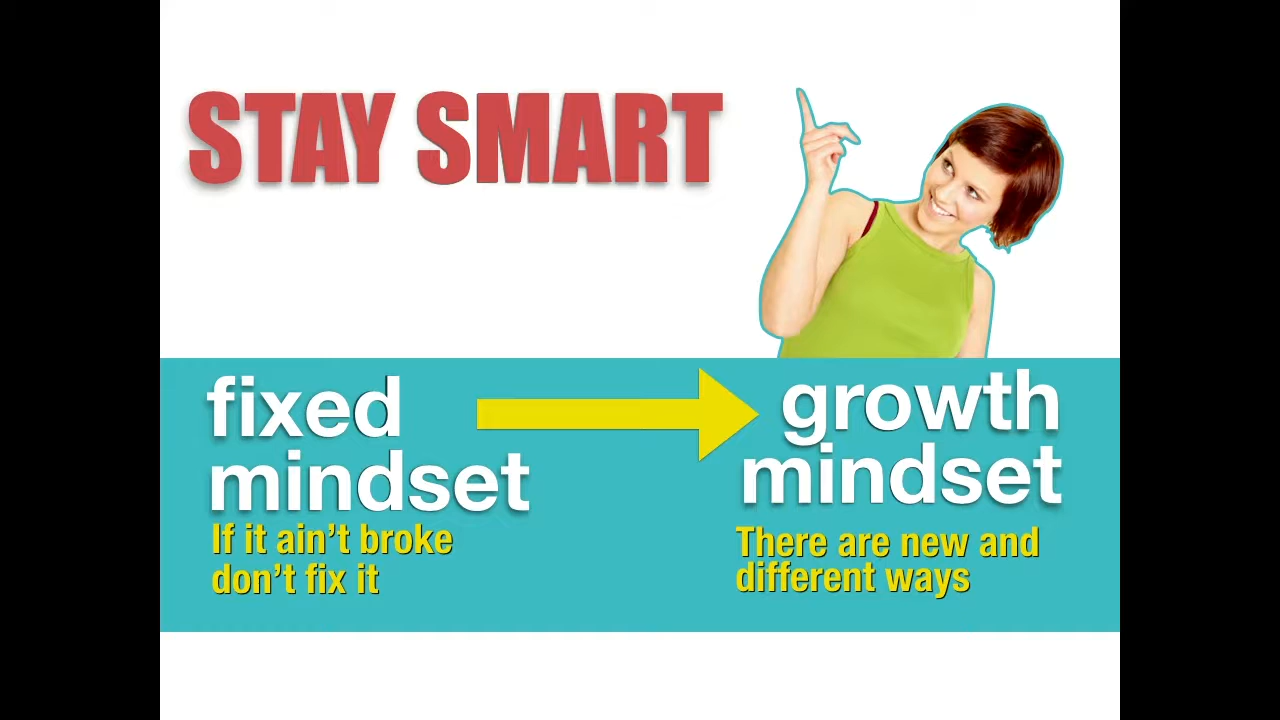 STAY SMART
fixed
mindset
If it ain’t broke
don’t fix it
growth
mindset
There are new and
different ways